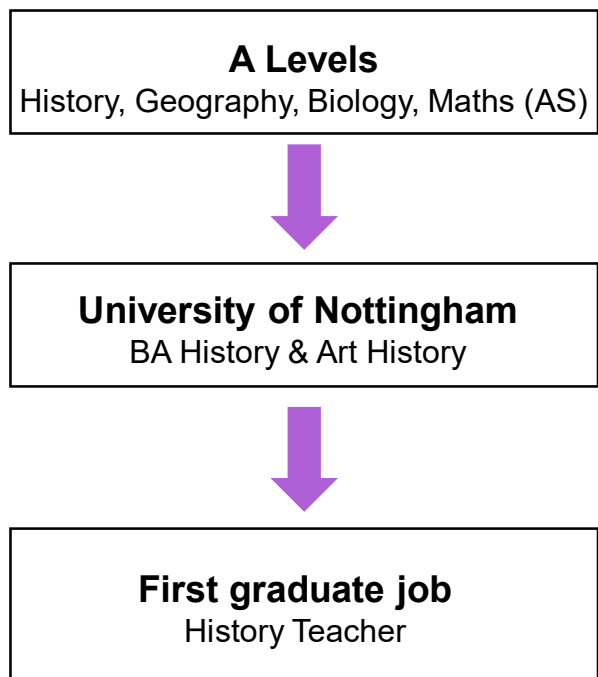 A Levels
History, Geography, Biology, Maths (AS)
University of Nottingham
BA History & Art History
First graduate job
History Teacher